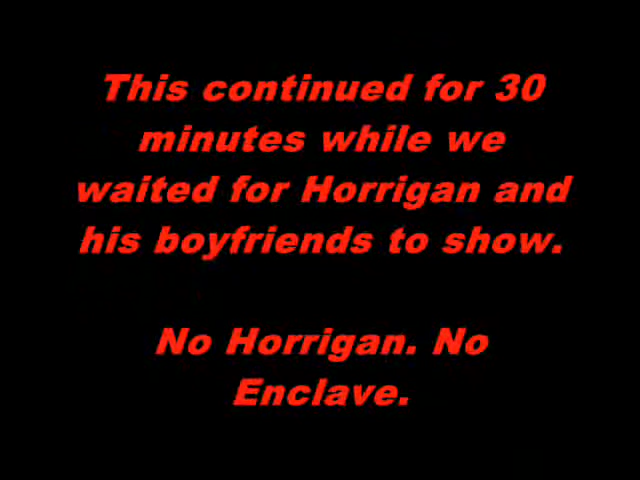 This continued for 30
minutes while we
waited for Horrigan and
his boyfriends to show.
No Horrigan. No
Enclave.